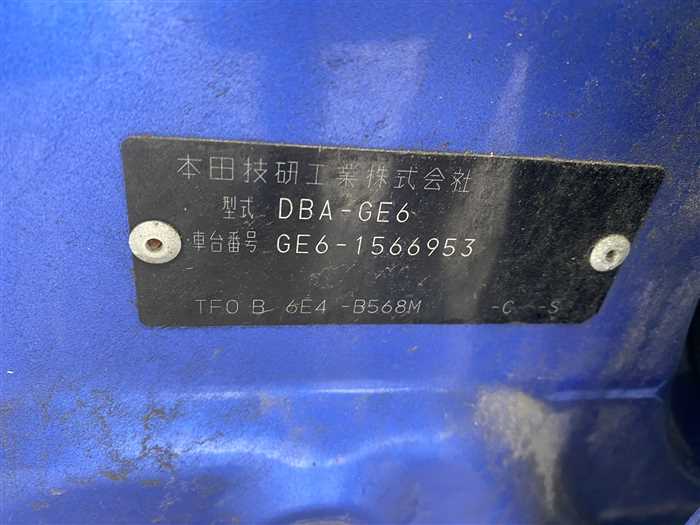 本田技研工業株式会社
型式 DBA-GE6
車台番号 GE6-1566953
TF0 B 6E4 -B568M -C -S